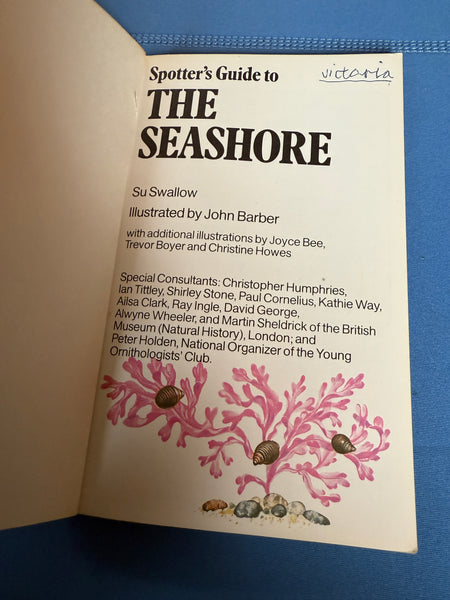 Spotter's Guide to
victoria
THE
SEASHORE
Su Swallow
Illustrated by John Barber
with additional illustrations by Joyce Bee,
Trevor Boyer and Christine Howes
Special Consultants: Christopher Humphries,
Ian Tittley, Shirley Stone, Paul Cornelius, Kathie Way,
Ailsa Clark, Ray Ingle, David George,
Alwyne Wheeler, and Martin Sheldrick of the British
Museum (Natural History), London; and
Peter Holden, National Organizer of the Young
Ornithologists' Club.